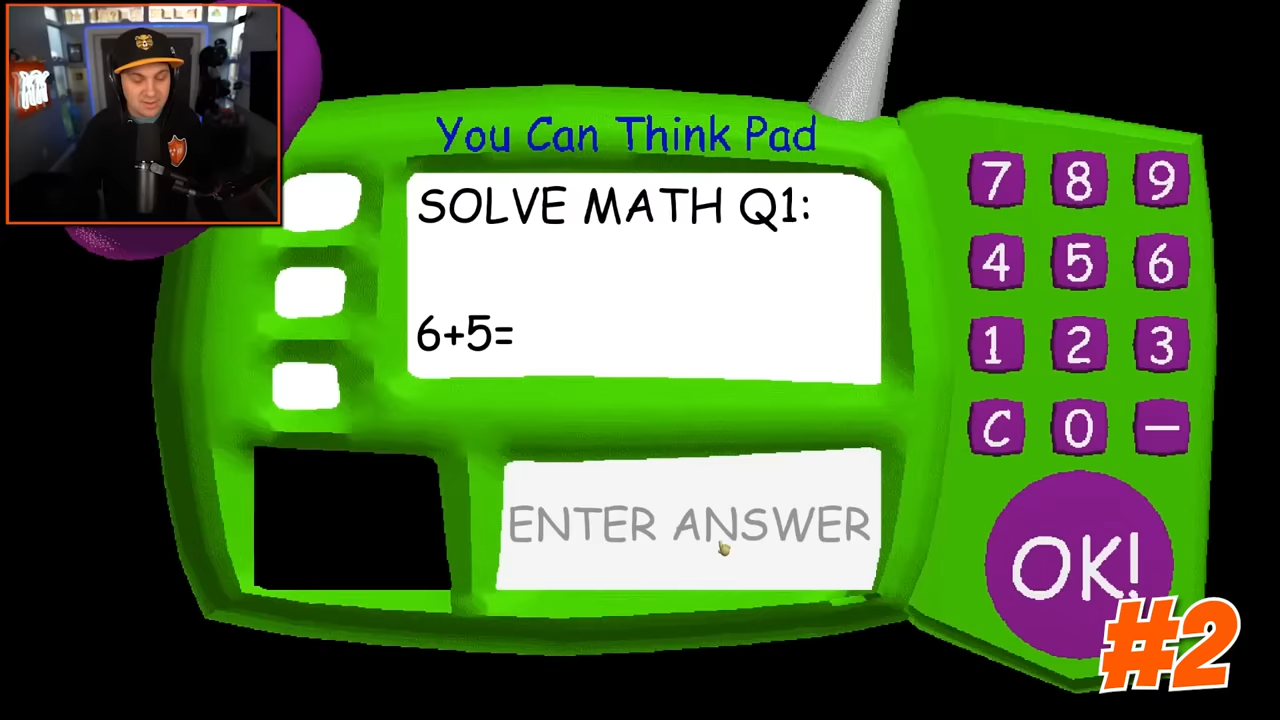 You Can Think Pad
SOLVE MATH Q1:
6+5=
ENTER ANSWER
7 8 9
4 5 6
1 2 3
C 0 –
OK!
#2